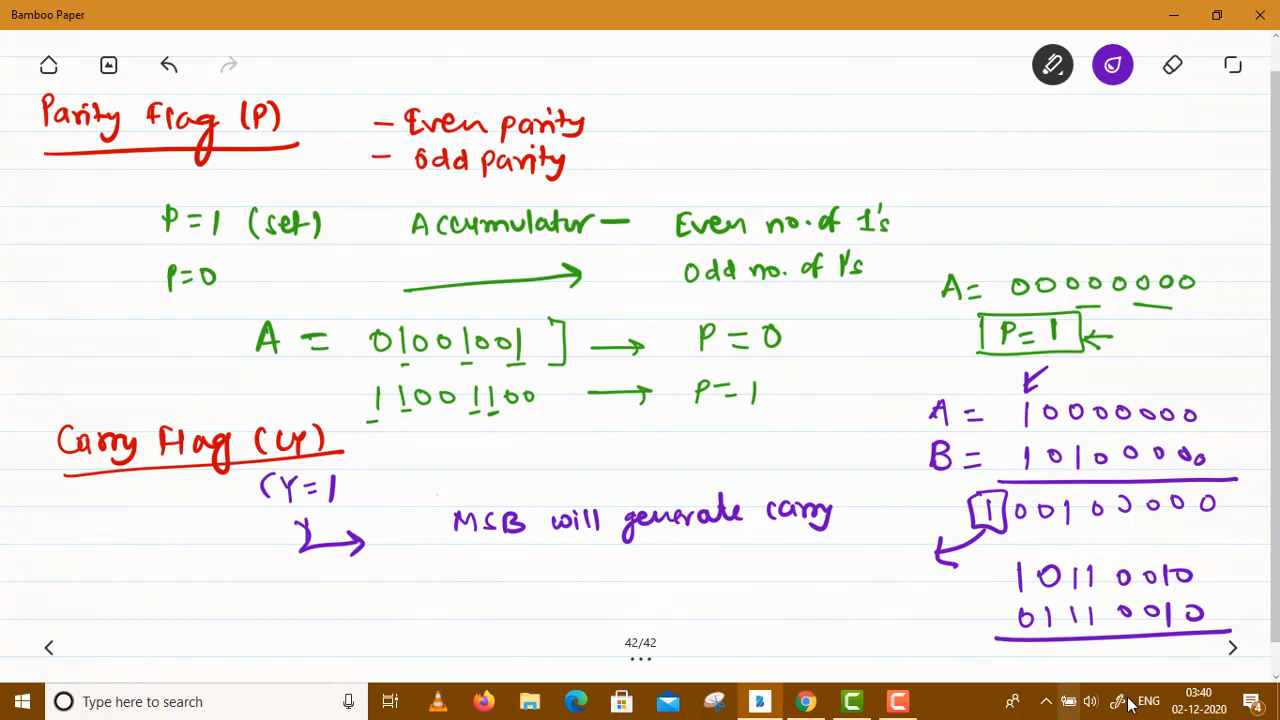 Bamboo Paper
Parity Flag (P)
– Even parity
– Odd parity
P = 1 (set) Accumulator – Even no. of 1's
P=0 Odd no. of 1's
A = 00000000
P = 1
A = 01001001 ] → P = 0
11001100 → P = 1
A = 10000000
B = 10100000
1 00100000
Carry Flag (CY)
CY = 1
MSB will generate carry
10110010
01110010
42/42
Type here to search
ENG
03:40
02-12-2020
4